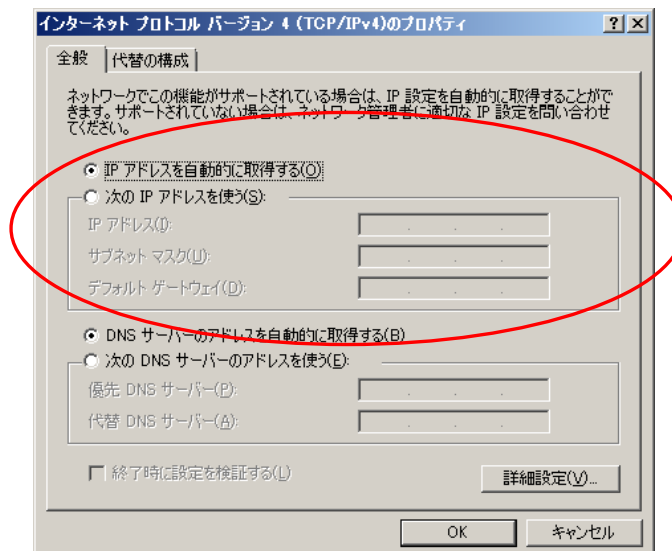 インターネット プロトコル バージョン 4 (TCP/IPv4)のプロパティ
全般
代替の構成
ネットワークでこの機能がサポートされている場合は、IP 設定を自動的に取得することがで
きます。サポートされていない場合は、ネットワーク管理者に適切な IP 設定を問い合わせ
てください。
IP アドレスを自動的に取得する(O)
次の IP アドレスを使う(S):
IP アドレス(I):
サブネット マスク(U):
デフォルト ゲートウェイ(D):
DNS サーバーのアドレスを自動的に取得する(B)
次の DNS サーバーのアドレスを使う(E):
優先 DNS サーバー(P):
代替 DNS サーバー(A):
終了時に設定を検証する(L)
詳細設定(V)...
OK
キャンセル